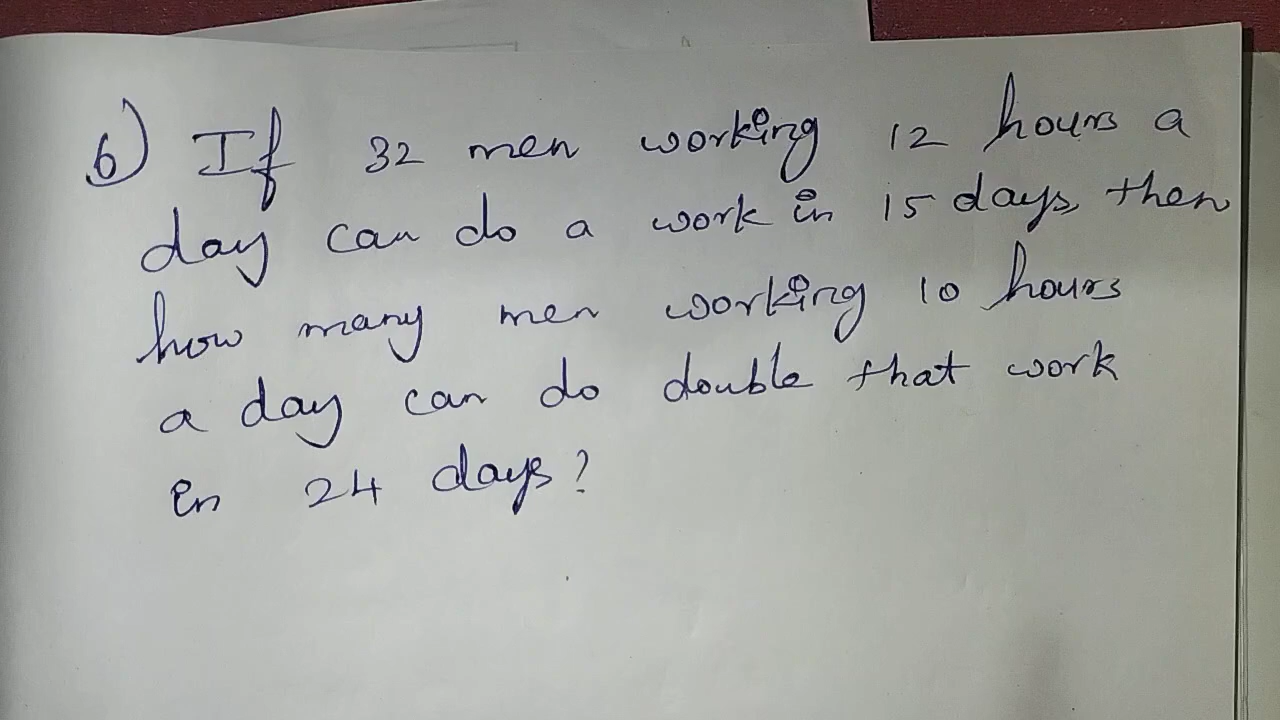 6) If 32 men working 12 hours a
day can do a work in 15 days, then
how many men working 10 hours
a day can do double that work
in 24 days?